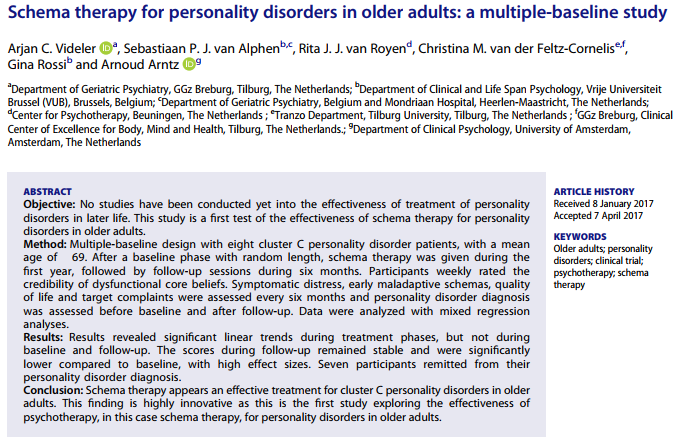 Schema therapy for personality disorders in older adults: a multiple-baseline study
Arjan C. Videler iD a, Sebastiaan P. J. van Alphen b,c, Rita J. J. van Royen d, Christina M. van der Feltz-Cornelis e,f,
Gina Rossi b and Arnoud Arntz iD g
aDepartment of Geriatric Psychiatry, GGz Breburg, Tilburg, The Netherlands; bDepartment of Clinical and Life Span Psychology, Vrije Universiteit
Brussel (VUB), Brussels, Belgium; cDepartment of Geriatric Psychiatry, Belgium and Mondriaan Hospital, Heerlen-Maastricht, The Netherlands;
dCenter for Psychotherapy, Beuningen, The Netherlands ; eTranzo Department, Tilburg University, Tilburg, The Netherlands ; fGGz Breburg, Clinical
Center of Excellence for Body, Mind and Health, Tilburg, The Netherlands.; gDepartment of Clinical Psychology, University of Amsterdam,
Amsterdam, The Netherlands
ABSTRACT
Objective: No studies have been conducted yet into the effectiveness of treatment of personality
disorders in later life. This study is a first test of the effectiveness of schema therapy for personality
disorders in older adults.
Method: Multiple-baseline design with eight cluster C personality disorder patients, with a mean
age of 69. After a baseline phase with random length, schema therapy was given during the
first year, followed by follow-up sessions during six months. Participants weekly rated the
credibility of dysfunctional core beliefs. Symptomatic distress, early maladaptive schemas, quality
of life and target complaints were assessed every six months and personality disorder diagnosis
was assessed before baseline and after follow-up. Data were analyzed with mixed regression
analyses.
Results: Results revealed significant linear trends during treatment phases, but not during
baseline and follow-up. The scores during follow-up remained stable and were significantly
lower compared to baseline, with high effect sizes. Seven participants remitted from their
personality disorder diagnosis.
Conclusion: Schema therapy appears an effective treatment for cluster C personality disorders in older
adults. This finding is highly innovative as this is the first study exploring the effectiveness of
psychotherapy, in this case schema therapy, for personality disorders in older adults.
ARTICLE HISTORY
Received 8 January 2017
Accepted 7 April 2017
KEYWORDS
Older adults; personality
disorders; clinical trial;
psychotherapy; schema
therapy